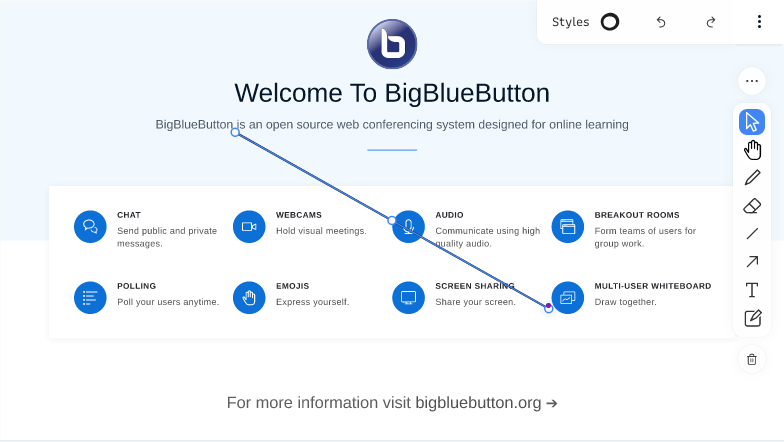 Styles
Welcome To BigBlueButton
BigBlueButton is an open source web conferencing system designed for online learning
CHAT
Send public and private
messages.
WEBCAMS
Hold visual meetings.
AUDIO
Communicate using high
quality audio.
BREAKOUT ROOMS
Form teams of users for
group work.
POLLING
Poll your users anytime.
EMOJIS
Express yourself.
SCREEN SHARING
Share your screen.
MULTI-USER WHITEBOARD
Draw together.
For more information visit bigbluebutton.org →